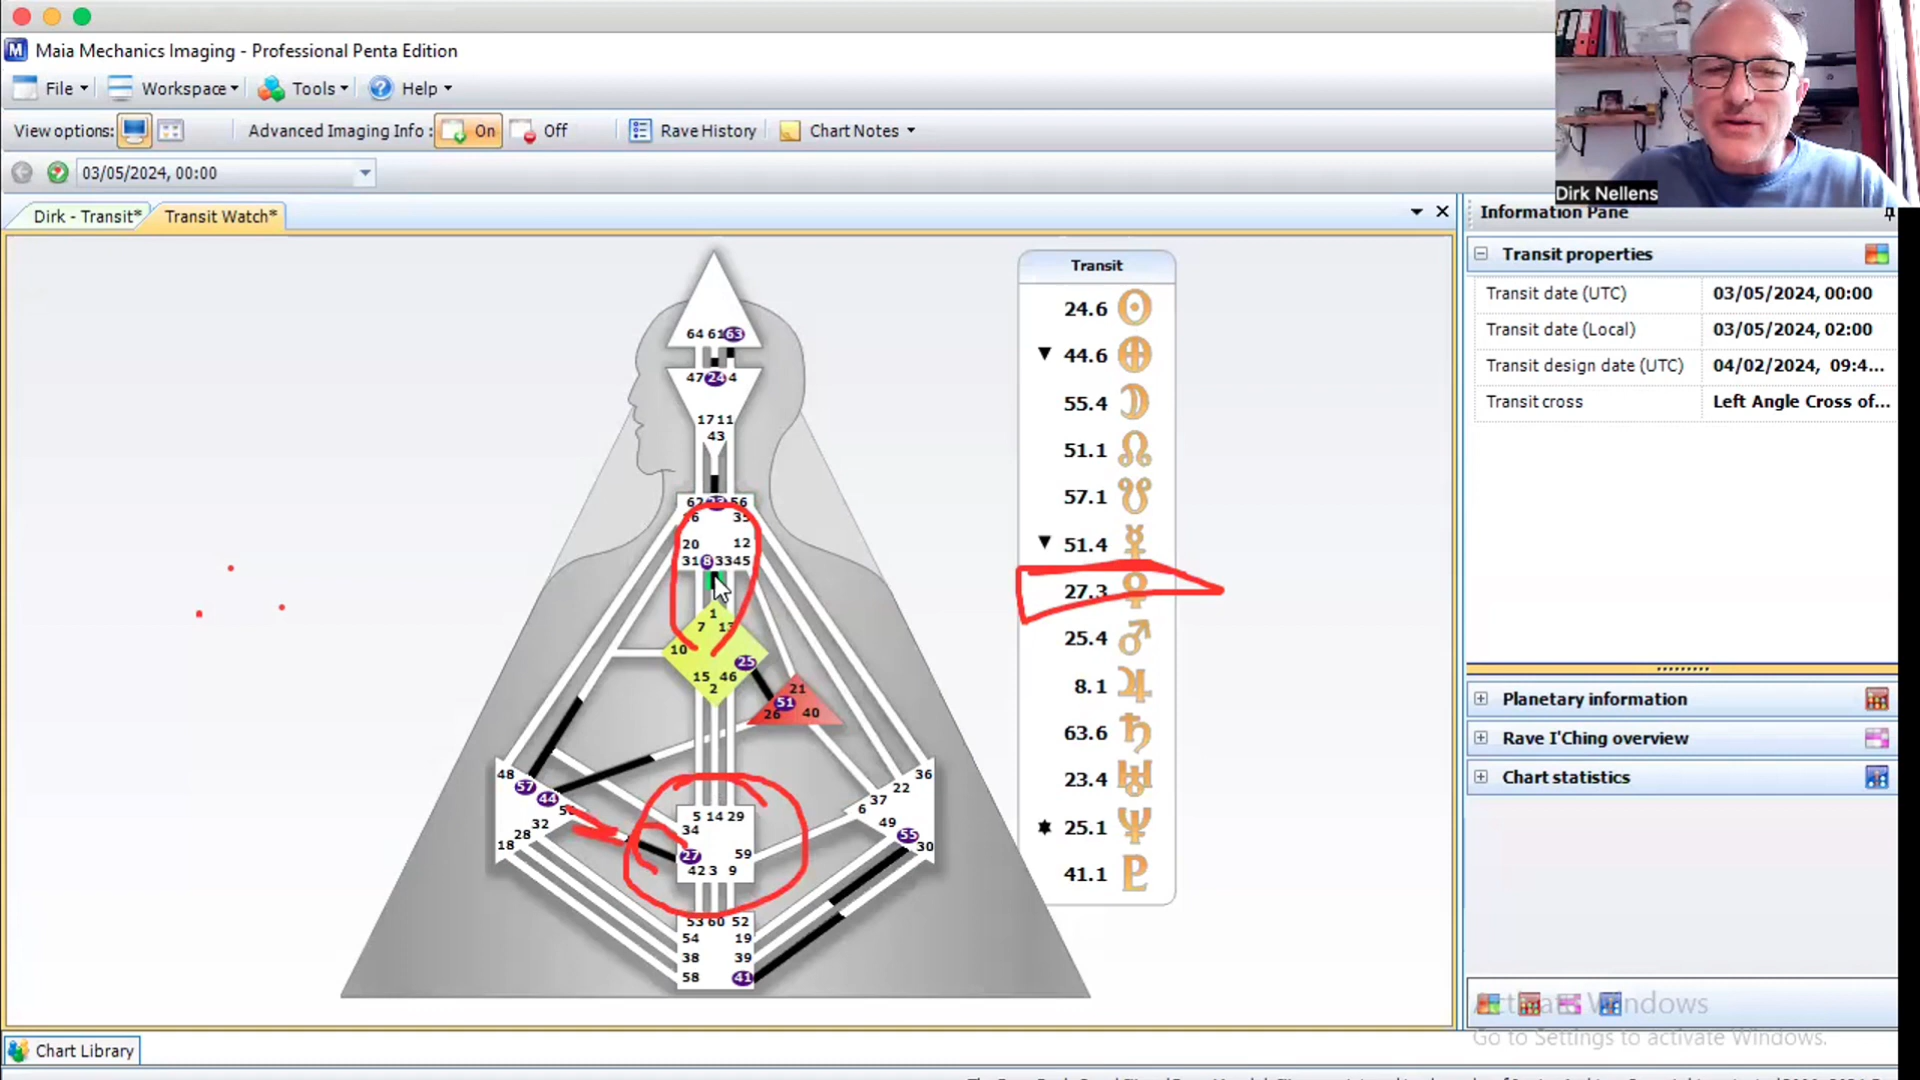 Maia Mechanics Imaging - Professional Penta Edition
File Workspace Tools Help
View options: Advanced Imaging Info : On Off Rave History Chart Notes
03/05/2024, 00:00
Dirk Nellens
Dirk - Transit* Transit Watch*
Information Pane
Transit properties
Transit date (UTC) 03/05/2024, 00:00
Transit date (Local) 03/05/2024, 02:00
Transit design date (UTC) 04/02/2024, 09:4...
Transit cross Left Angle Cross of...
Planetary information
Rave I'Ching overview
Chart statistics
Transit
24.6
44.6
55.4
51.1
57.1
51.4
27.3
25.4
8.1
63.6
23.4
25.1
41.1
64 61 63
47 24 4
17 11
43
62 23 56
16 35
20 12
31 8 33 45
1
7 13
10
25
15 46
2
21
51
26 40
48
57
44
50
32
28
18
36
22
37
6
49
55
30
5 14 29
34
27
59
42 3 9
53 60 52
54 19
38 39
58 41
Activate Windows
Go to Settings to activate Windows.
Chart Library